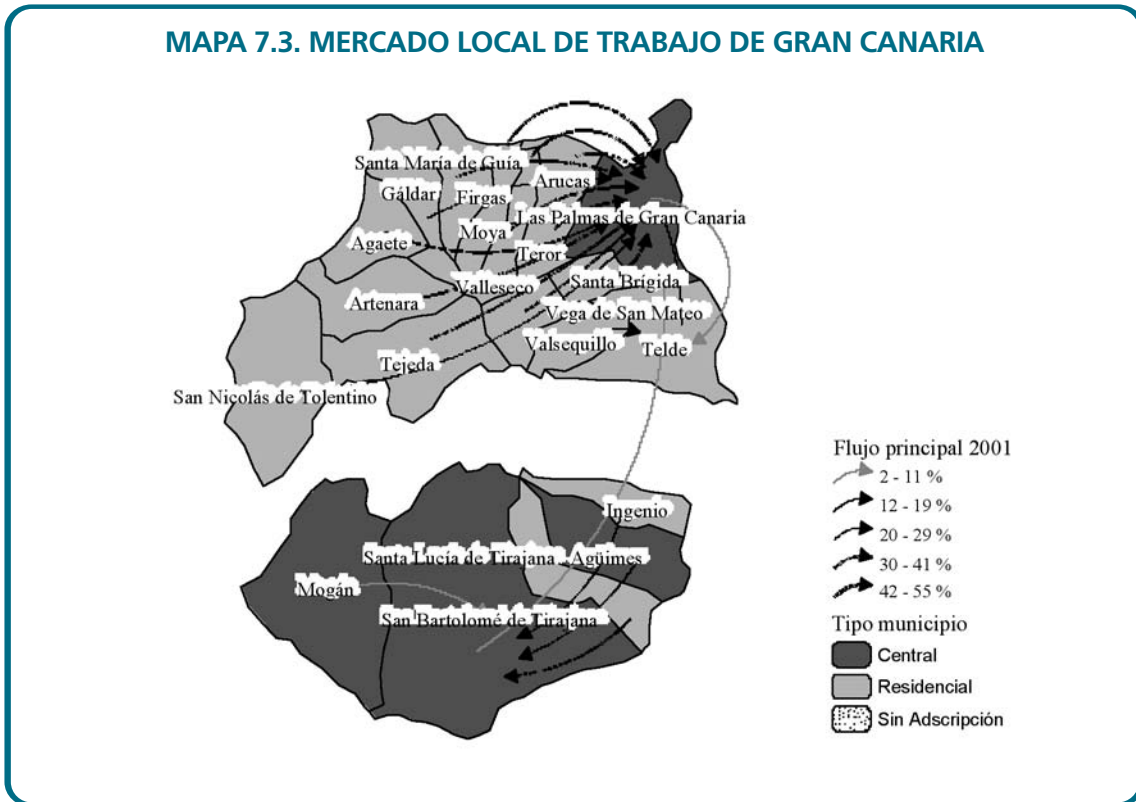 MAPA 7.3. MERCADO LOCAL DE TRABAJO DE GRAN CANARIA
Santa María de Guía
Gáldar
Firgas
Arucas
Las Palmas de Gran Canaria
Moya
Agaete
Teror
Valleseco
Santa Brígida
Artenara
Vega de San Mateo
Valsequillo
Telde
Tejeda
San Nicolás de Tolentino
Ingenio
Santa Lucía de Tirajana
Agüimes
Mogán
San Bartolomé de Tirajana
Flujo principal 2001
2 - 11 %
12 - 19 %
20 - 29 %
30 - 41 %
42 - 55 %
Tipo municipio
Central
Residencial
Sin Adscripción